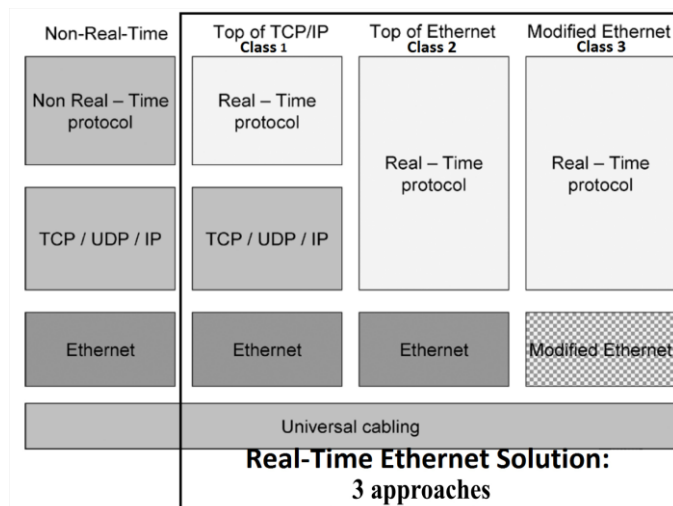 Non-Real-Time
Top of TCP/IP
Class 1
Top of Ethernet
Class 2
Modified Ethernet
Class 3
Non Real – Time
protocol
Real – Time
protocol
Real – Time
protocol
Real – Time
protocol
TCP / UDP / IP
TCP / UDP / IP
Ethernet
Ethernet
Ethernet
Modified Ethernet
Universal cabling
Real-Time Ethernet Solution:
3 approaches